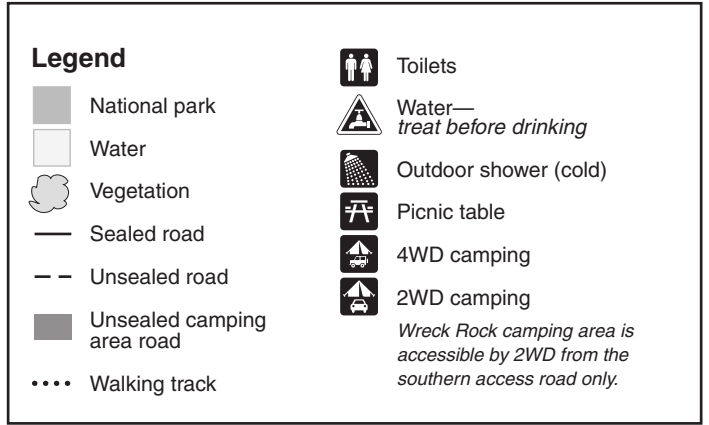 Legend
National park
Water
Vegetation
Sealed road
Unsealed road
Unsealed camping
area road
Walking track
Toilets
Water—
treat before drinking
Outdoor shower (cold)
Picnic table
4WD camping
2WD camping
Wreck Rock camping area is
accessible by 2WD from the
southern access road only.